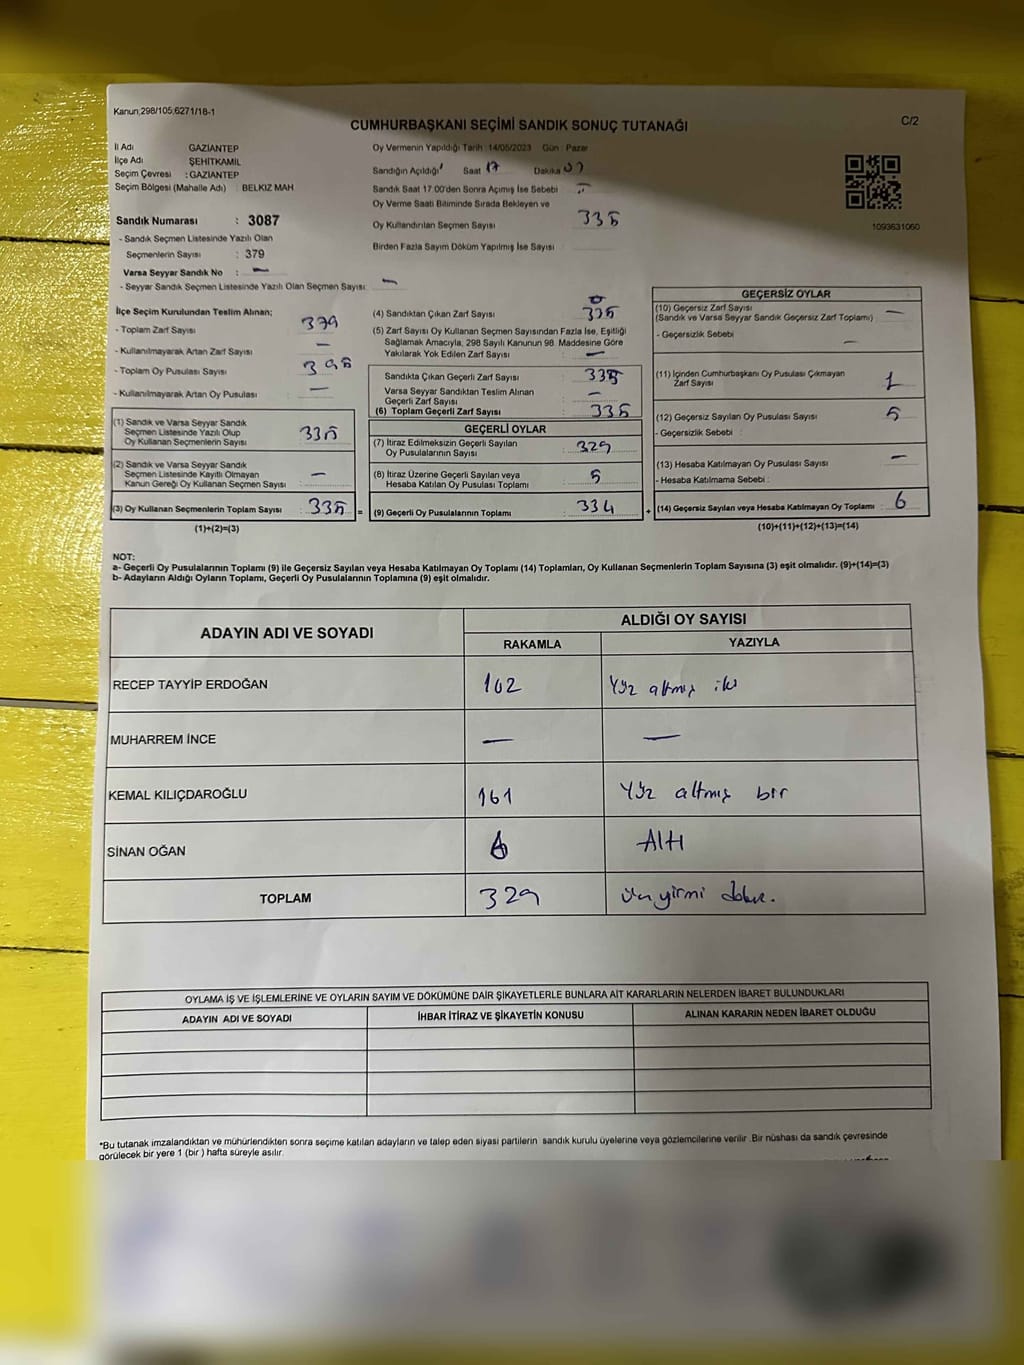 Kanun;298/105;6271/18-1
C/2
CUMHURBAŞKANI SEÇİMİ SANDIK SONUÇ TUTANAĞI
İl Adı GAZİANTEP
İlçe Adı ŞEHİTKAMİL
Seçim Çevresi : GAZİANTEP
Seçim Bölgesi (Mahalle Adı) : BELKIZ MAH
Sandık Numarası : 3087
- Sandık Seçmen Listesinde Yazılı Olan
Seçmenlerin Sayısı : 379
Varsa Seyyar Sandık No : —
- Seyyar Sandık Seçmen Listesinde Yazılı Olan Seçmen Sayısı: —
Oy Vermenin Yapıldığı Tarih :14/05/2023 Gün : Pazar
Sandığın Açıldığı Saat 17 Dakika
Sandık Saat 17.00'den Sonra Açımış İse Sebebi
Oy Verme Saati Bitiminde Sırada Bekleyen ve
Oy Kullandırılan Seçmen Sayısı 335
Birden Fazla Sayım Döküm Yapılmış İse Sayısı
1093631060
İlçe Seçim Kurulundan Teslim Alınan;
- Toplam Zarf Sayısı 379
- Kullanılmayarak Artan Zarf Sayısı —
- Toplam Oy Pusulası Sayısı 395
- Kullanılmayarak Artan Oy Pusulası —
(1) Sandık ve Varsa Seyyar Sandık
Seçmen Listesinde Yazılı Olup
Oy Kullanan Seçmenlerin Sayısı 335
(2) Sandık ve Varsa Seyyar Sandık
Seçmen Listesinde Kayıtlı Olmayan
Kanun Gereği Oy Kullanan Seçmen Sayısı : —
(3) Oy Kullanan Seçmenlerin Toplam Sayısı : 335 =
(1)+(2)=(3)
(4) Sandıktan Çıkan Zarf Sayısı 335
(5) Zarf Sayısı Oy Kullanan Seçmen Sayısından Fazla İse, Eşitliği
Sağlamak Amacıyla, 298 Sayılı Kanunun 98. Maddesine Göre
Yakılarak Yok Edilen Zarf Sayısı —
Sandıkta Çıkan Geçerli Zarf Sayısı 335
Varsa Seyyar Sandıktan Teslim Alınan
Geçerli Zarf Sayısı —
(6) Toplam Geçerli Zarf Sayısı 335
GEÇERLİ OYLAR
(7) İtiraz Edilmeksizin Geçerli Sayılan
Oy Pusulalarının Sayısı 329
(8) İtiraz Üzerine Geçerli Sayılan veya
Hesaba Katılan Oy Pusulası Toplamı 5
(9) Geçerli Oy Pusulalarının Toplamı : 334 +
GEÇERSİZ OYLAR
(10) Geçersiz Zarf Sayısı
(Sandık ve Varsa Seyyar Sandık Geçersiz Zarf Toplamı) —
- Geçersizlik Sebebi —
(11) İçinden Cumhurbaşkanı Oy Pusulası Çıkmayan
Zarf Sayısı 1
(12) Geçersiz Sayılan Oy Pusulası Sayısı 5
- Geçersizlik Sebebi :
(13) Hesaba Katılmayan Oy Pusulası Sayısı —
- Hesaba Katılmama Sebebi :
(14) Geçersiz Sayılan veya Hesaba Katılmayan Oy Toplamı : 6
(10)+(11)+(12)+(13)=(14)
NOT:
a- Geçerli Oy Pusulalarının Toplamı (9) ile Geçersiz Sayılan veya Hesaba Katılmayan Oy Toplamı (14) Toplamları, Oy Kullanan Seçmenlerin Toplam Sayısına (3) eşit olmalıdır. (9)+(14)=(3)
b- Adayların Aldığı Oyların Toplamı, Geçerli Oy Pusulalarının Toplamına (9) eşit olmalıdır.
ADAYIN ADI VE SOYADI
ALDIĞI OY SAYISI
RAKAMLA YAZIYLA
RECEP TAYYİP ERDOĞAN 162 Yüz altmış iki
MUHARREM İNCE — —
KEMAL KILIÇDAROĞLU 161 Yüz altmış bir
SİNAN OĞAN 6 Altı
TOPLAM 329 yirmi
OYLAMA İŞ VE İŞLEMLERİNE VE OYLARIN SAYIM VE DÖKÜMÜNE DAİR ŞİKAYETLERLE BUNLARA AİT KARARLARIN NELERDEN İBARET BULUNDUKLARI
ADAYIN ADI VE SOYADI İHBAR İTİRAZ VE ŞİKAYETİN KONUSU ALINAN KARARIN NEDEN İBARET OLDUĞU
*Bu tutanak imzalandıktan ve mühürlendikten sonra seçime katılan adayların ve talep eden siyasi partilerin sandık kurulu üyelerine veya gözlemcilerine verilir .Bir nüshası da sandık çevresinde
görülecek bir yere 1 (bir ) hafta süreyle asılır.